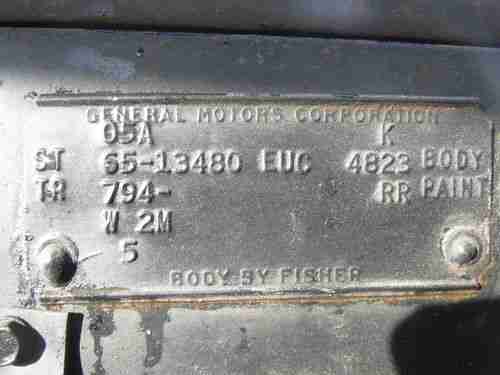 GENERAL MOTORS CORPORATION
05A K
ST 65-13480 EUC 4823 BODY
TR 794- RR PAINT
W 2M
5
BODY BY FISHER